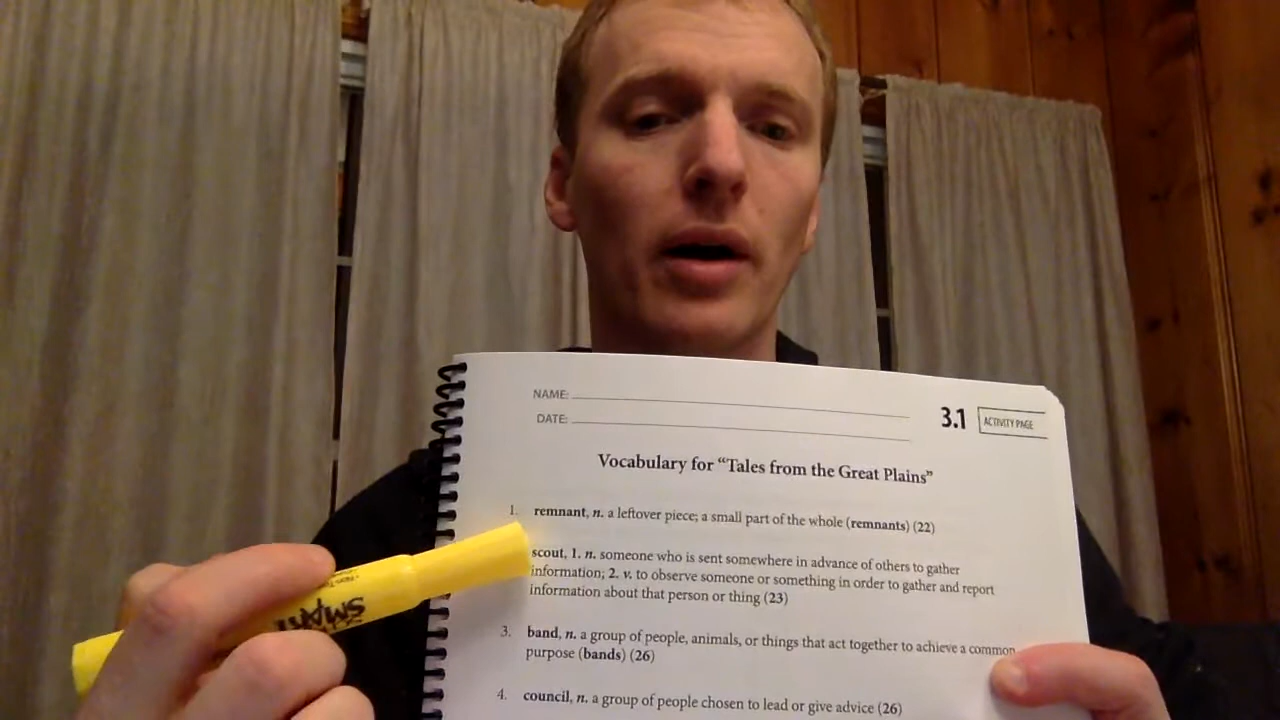 NAME:
DATE:
3.1 ACTIVITY PAGE
Vocabulary for “Tales from the Great Plains”
1. remnant, n. a leftover piece; a small part of the whole (remnants) (22)
scout, 1. n. someone who is sent somewhere in advance of others to gather
information; 2. v. to observe someone or something in order to gather and report
information about that person or thing (23)
3. band, n. a group of people, animals, or things that act together to achieve a common
purpose (bands) (26)
4. council, n. a group of people chosen to lead or give advice (26)
SMART